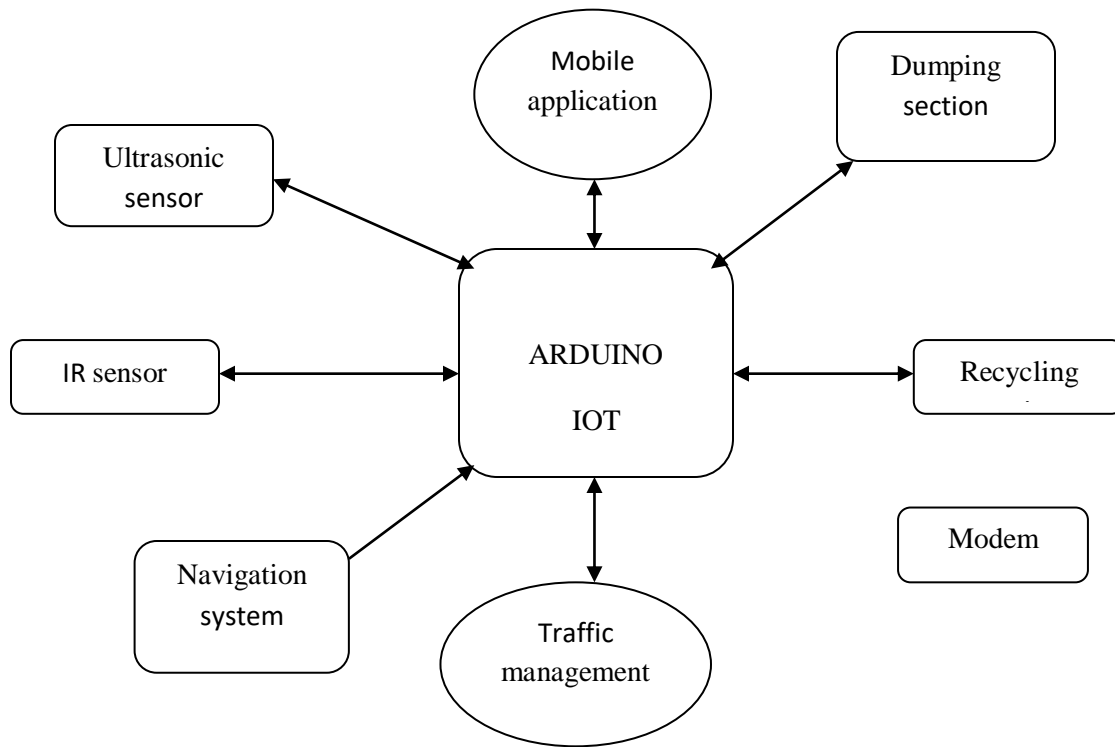 Mobile
application
Dumping
section
Ultrasonic
sensor
ARDUINO
IOT
IR sensor
Recycling
Modem
Navigation
system
Traffic
management